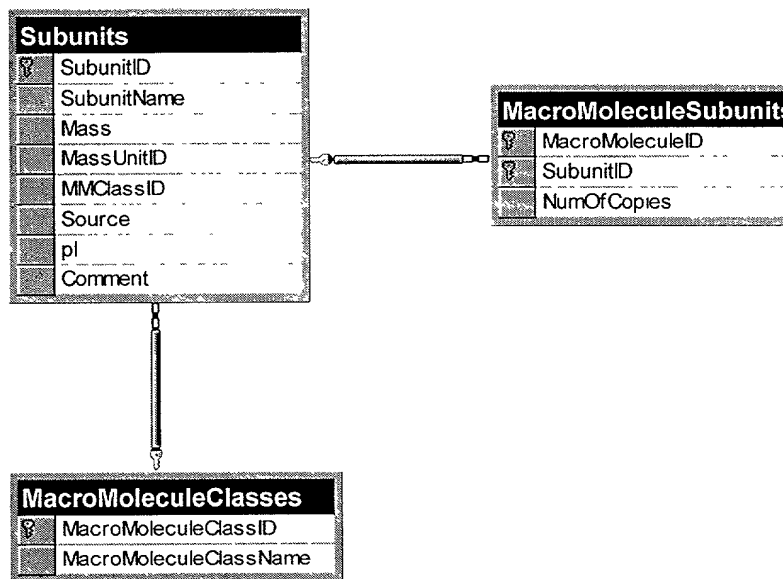 Subunits
SubunitID
SubunitName
Mass
MassUnitID
MMClassID
Source
pI
Comment
MacroMoleculeSubunits
MacroMoleculeID
SubunitID
NumOfCopies
MacroMoleculeClasses
MacroMoleculeClassID
MacroMoleculeClassName